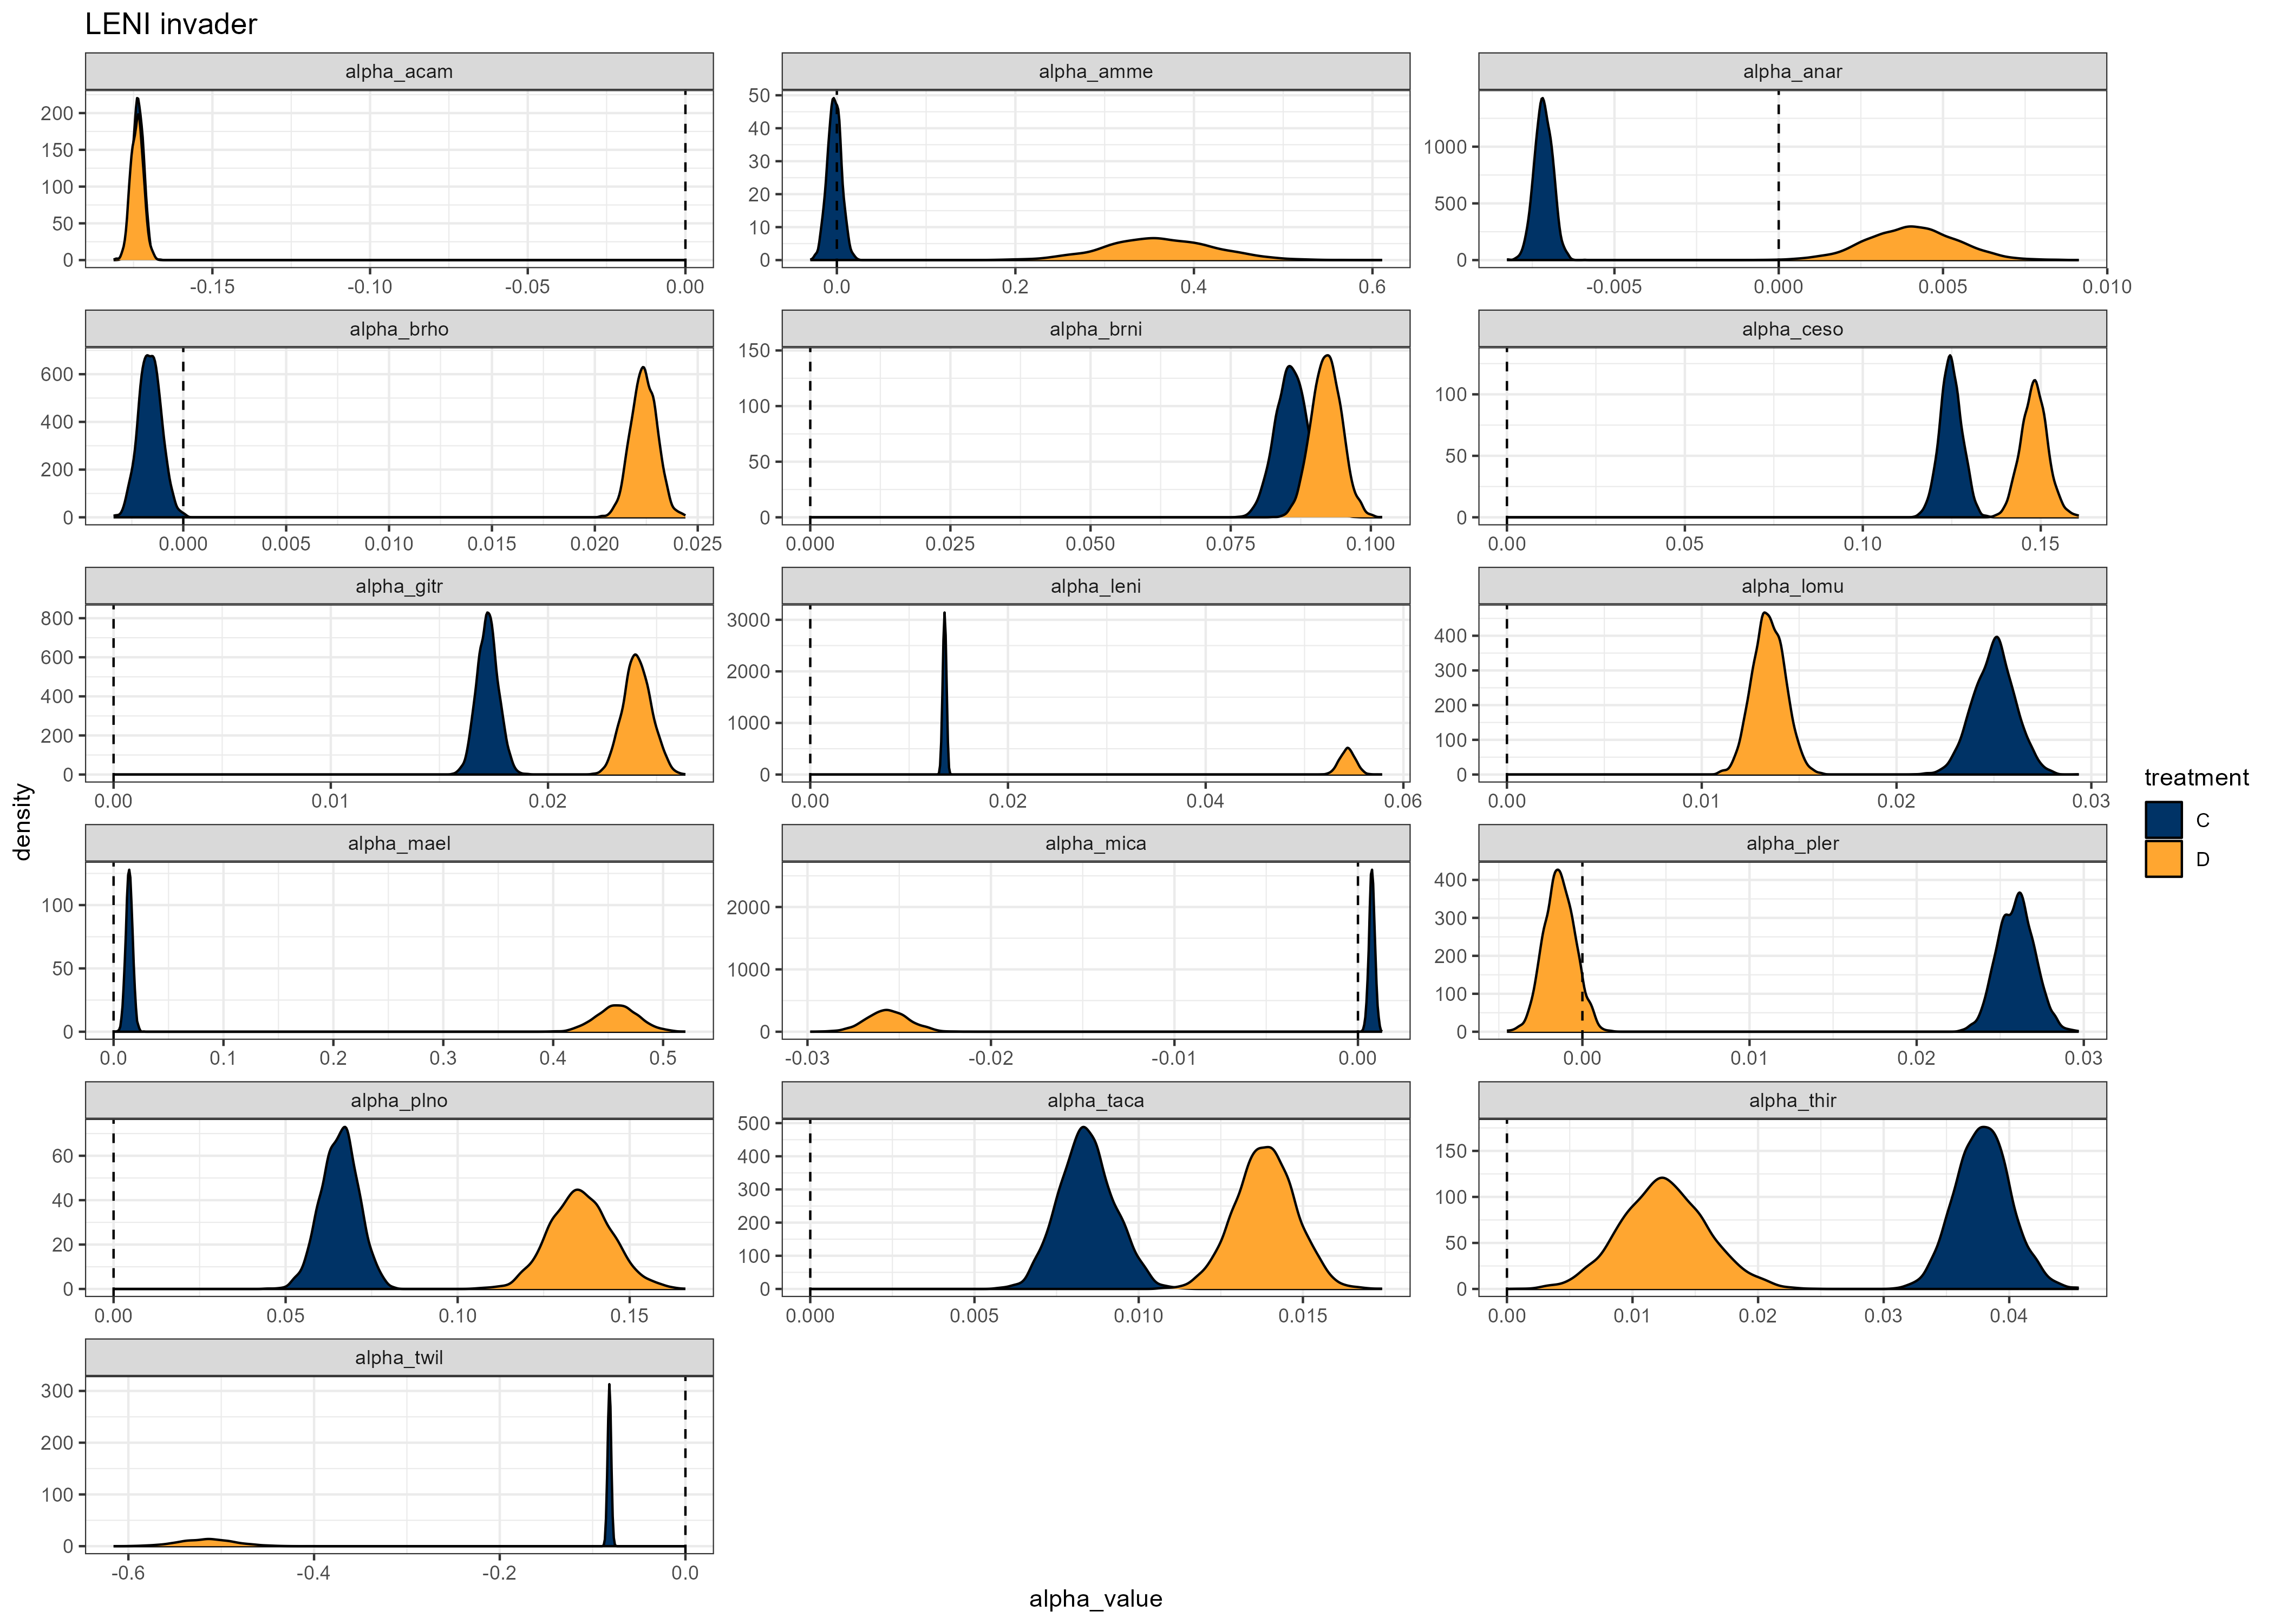 LENI invader
alpha_acam
alpha_amme
alpha_anar
200
150
100
50
0
50
40
30
20
10
0
1000
500
0
-0.15 -0.10 -0.05 0.00
0.0 0.2 0.4 0.6
-0.005 0.000 0.005 0.010
alpha_brho
alpha_brni
alpha_ceso
600
400
200
0
150
100
50
0
100
50
0
0.000 0.005 0.010 0.015 0.020 0.025
0.000 0.025 0.050 0.075 0.100
0.00 0.05 0.10 0.15
alpha_gitr
alpha_leni
alpha_lomu
800
600
400
200
0
3000
2000
1000
0
400
300
200
100
0
0.00 0.01 0.02
0.00 0.02 0.04 0.06
0.00 0.01 0.02 0.03
alpha_mael
alpha_mica
alpha_pler
100
50
0
2000
1000
0
400
300
200
100
0
0.0 0.1 0.2 0.3 0.4 0.5
-0.03 -0.02 -0.01 0.00
0.00 0.01 0.02 0.03
alpha_plno
alpha_taca
alpha_thir
60
40
20
0
500
400
300
200
100
0
150
100
50
0
0.00 0.05 0.10 0.15
0.000 0.005 0.010 0.015
0.00 0.01 0.02 0.03 0.04
alpha_twil
300
200
100
0
-0.6 -0.4 -0.2 0.0
density
alpha_value
treatment
C
D